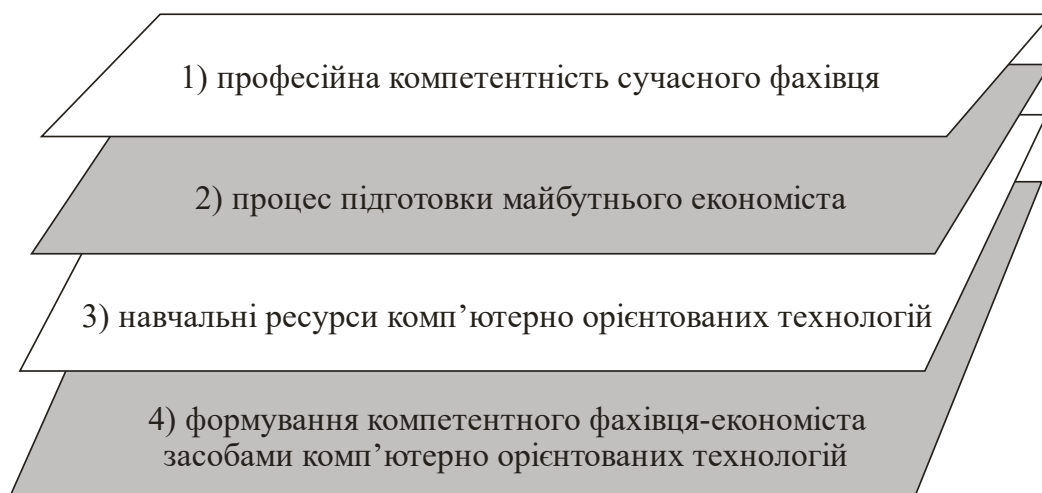 1) професійна компетентність сучасного фахівця
2) процес підготовки майбутнього економіста
3) навчальні ресурси комп’ютерно орієнтованих технологій
4) формування компетентного фахівця-економіста
засобами комп’ютерно орієнтованих технологій